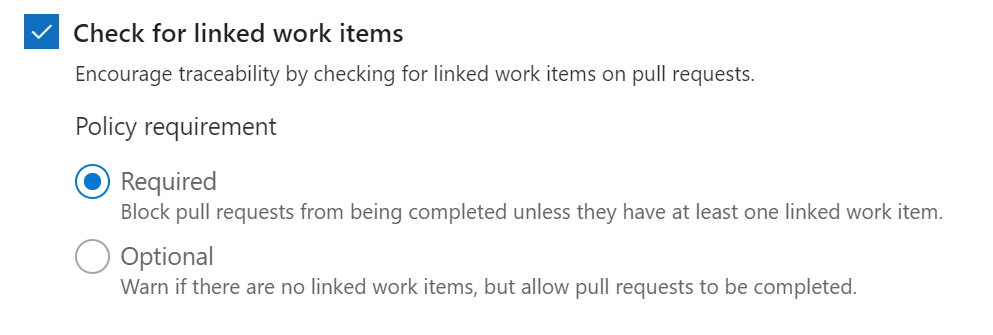 Check for linked work items
Encourage traceability by checking for linked work items on pull requests.
Policy requirement
Required
Block pull requests from being completed unless they have at least one linked work item.
Optional
Warn if there are no linked work items, but allow pull requests to be completed.